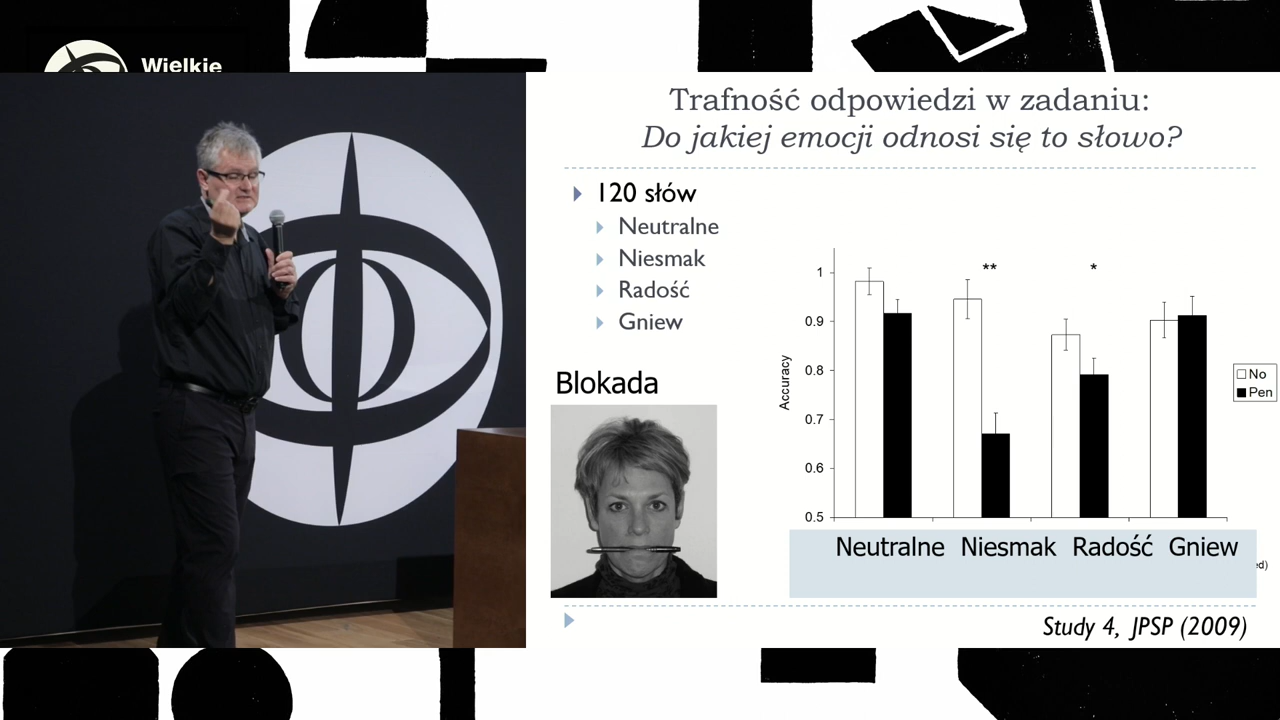 Wielkie
Trafność odpowiedzi w zadaniu:
Do jakiej emocji odnosi się to słowo?
120 słów
Neutralne
Niesmak
Radość
Gniew
Blokada
Accuracy
1
0.9
0.8
0.7
0.6
0.5
**
*
No
Pen
Neutralne Niesmak Radość Gniew
ed)
Study 4, JPSP (2009)